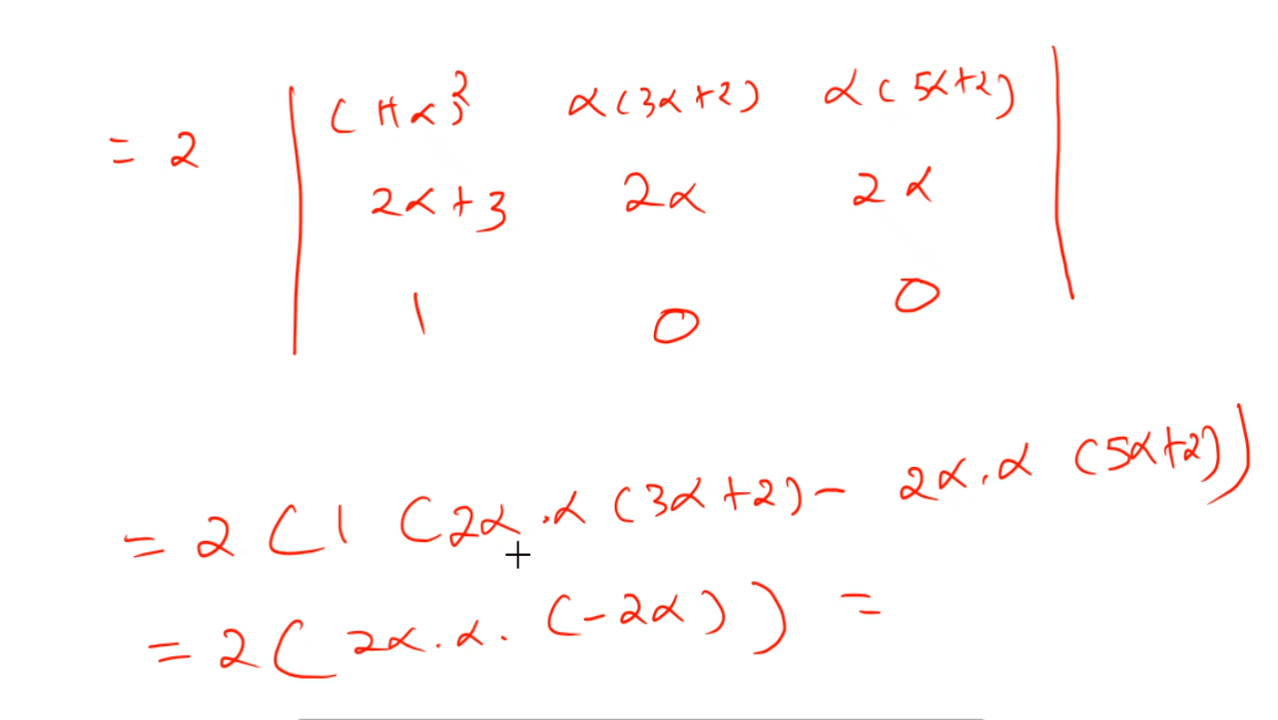 = 2 | (1+α)² α(3α+2) α(5α+2) |
2α+3 2α 2α
1 0 0
= 2 (1 (2α.α (3α+2) - 2α.α (5α+2))
= 2 (2α.α. (-2α)) =